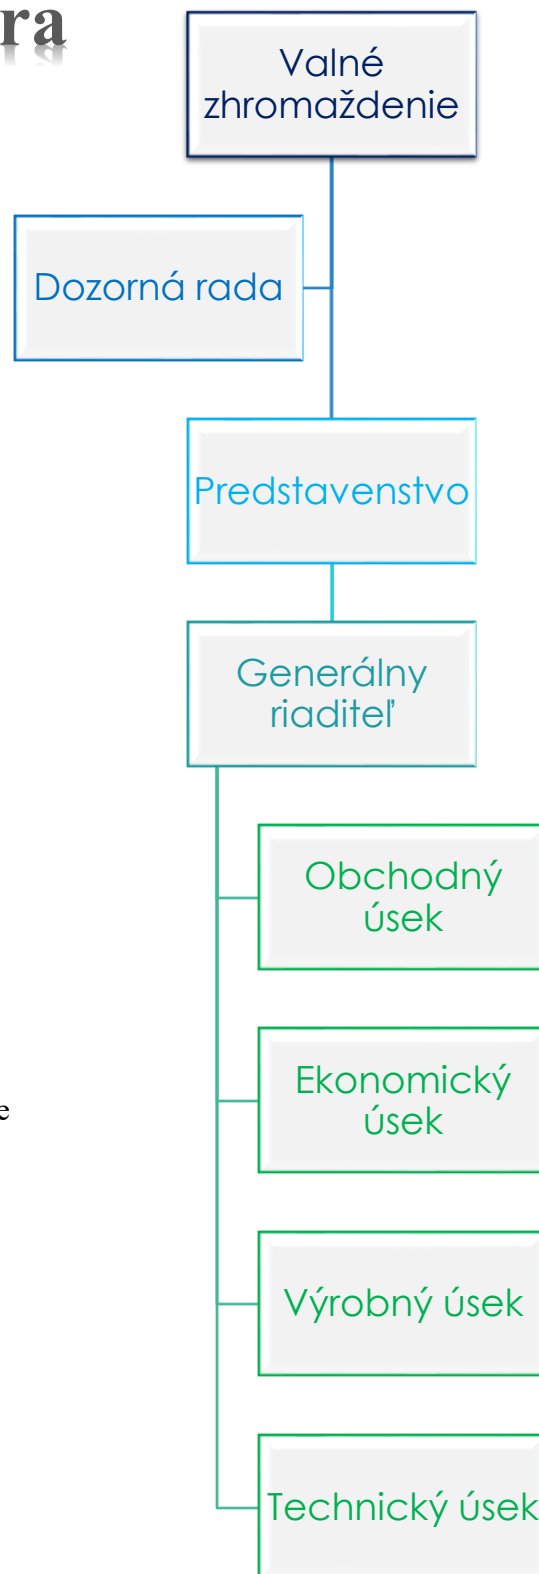 ra
Valné
zhromaždenie
Dozorná rada
Predstavenstvo
Generálny
riaditeľ
Obchodný
úsek
Ekonomický
úsek
e
Výrobný úsek
Technický úsek